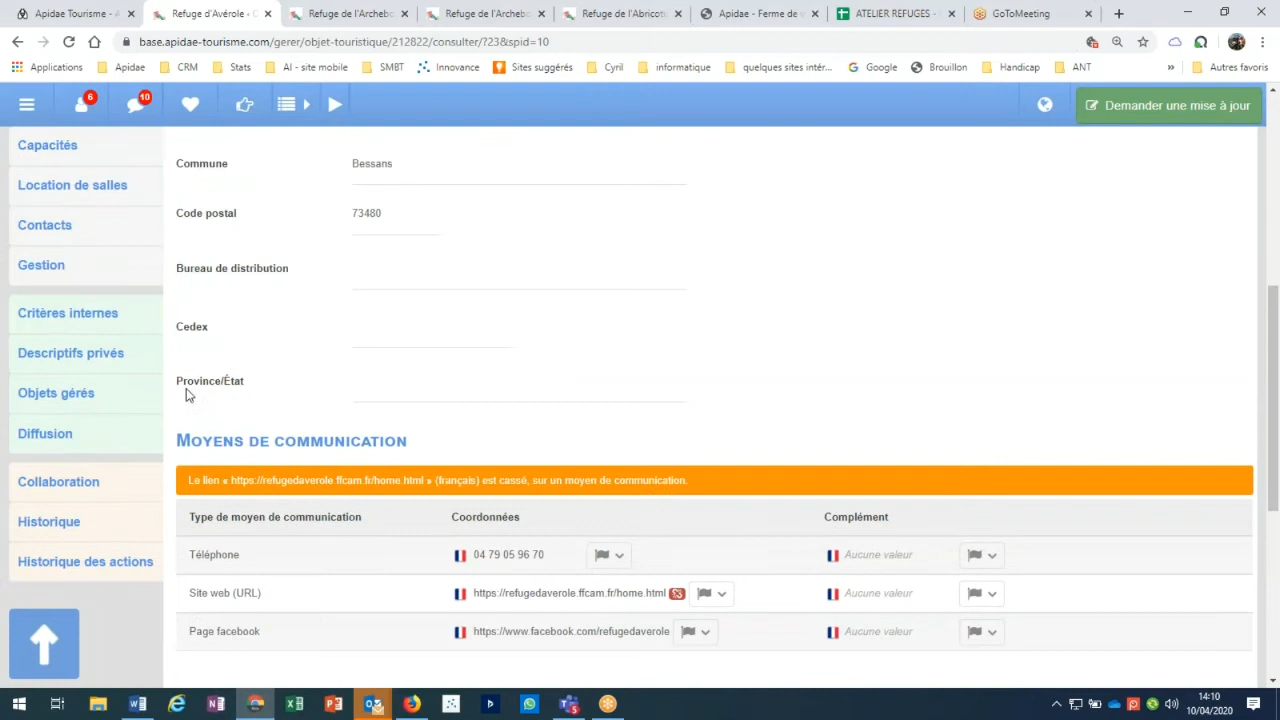 Apidae Tourisme - A
Refuge d'Avérole - C
Refuge de l'Archebo
Refuge de l'Archebo
Refuge de l'Abricoti
Apidae - Ferme de v
ATELIER REFUGES -
GoToMeeting
base.apidae-tourisme.com/gerer/objet-touristique/212822/consulter/?23&spid=10
Applications
Apidae
CRM
Stats
AI - site mobile
SMBT
Innovance
Sites suggérés
Cyril
informatique
quelques sites intér...
Google
Brouillon
Handicap
ANT
»
Autres favoris
6
10
Demander une mise à jour
Capacités
Location de salles
Contacts
Gestion
Critères internes
Descriptifs privés
Objets gérés
Diffusion
Collaboration
Historique
Historique des actions
Commune
Bessans
Code postal
73480
Bureau de distribution
Cedex
Province/État
MOYENS DE COMMUNICATION
Le lien « https://refugedaverole.ffcam.fr/home.html » (français) est cassé, sur un moyen de communication.
Type de moyen de communication
Coordonnées
Complément
Téléphone
04 79 05 96 70
Aucune valeur
Site web (URL)
https://refugedaverole.ffcam.fr/home.html
Aucune valeur
Page facebook
https://www.facebook.com/refugedaverole
Aucune valeur
14:10
10/04/2020